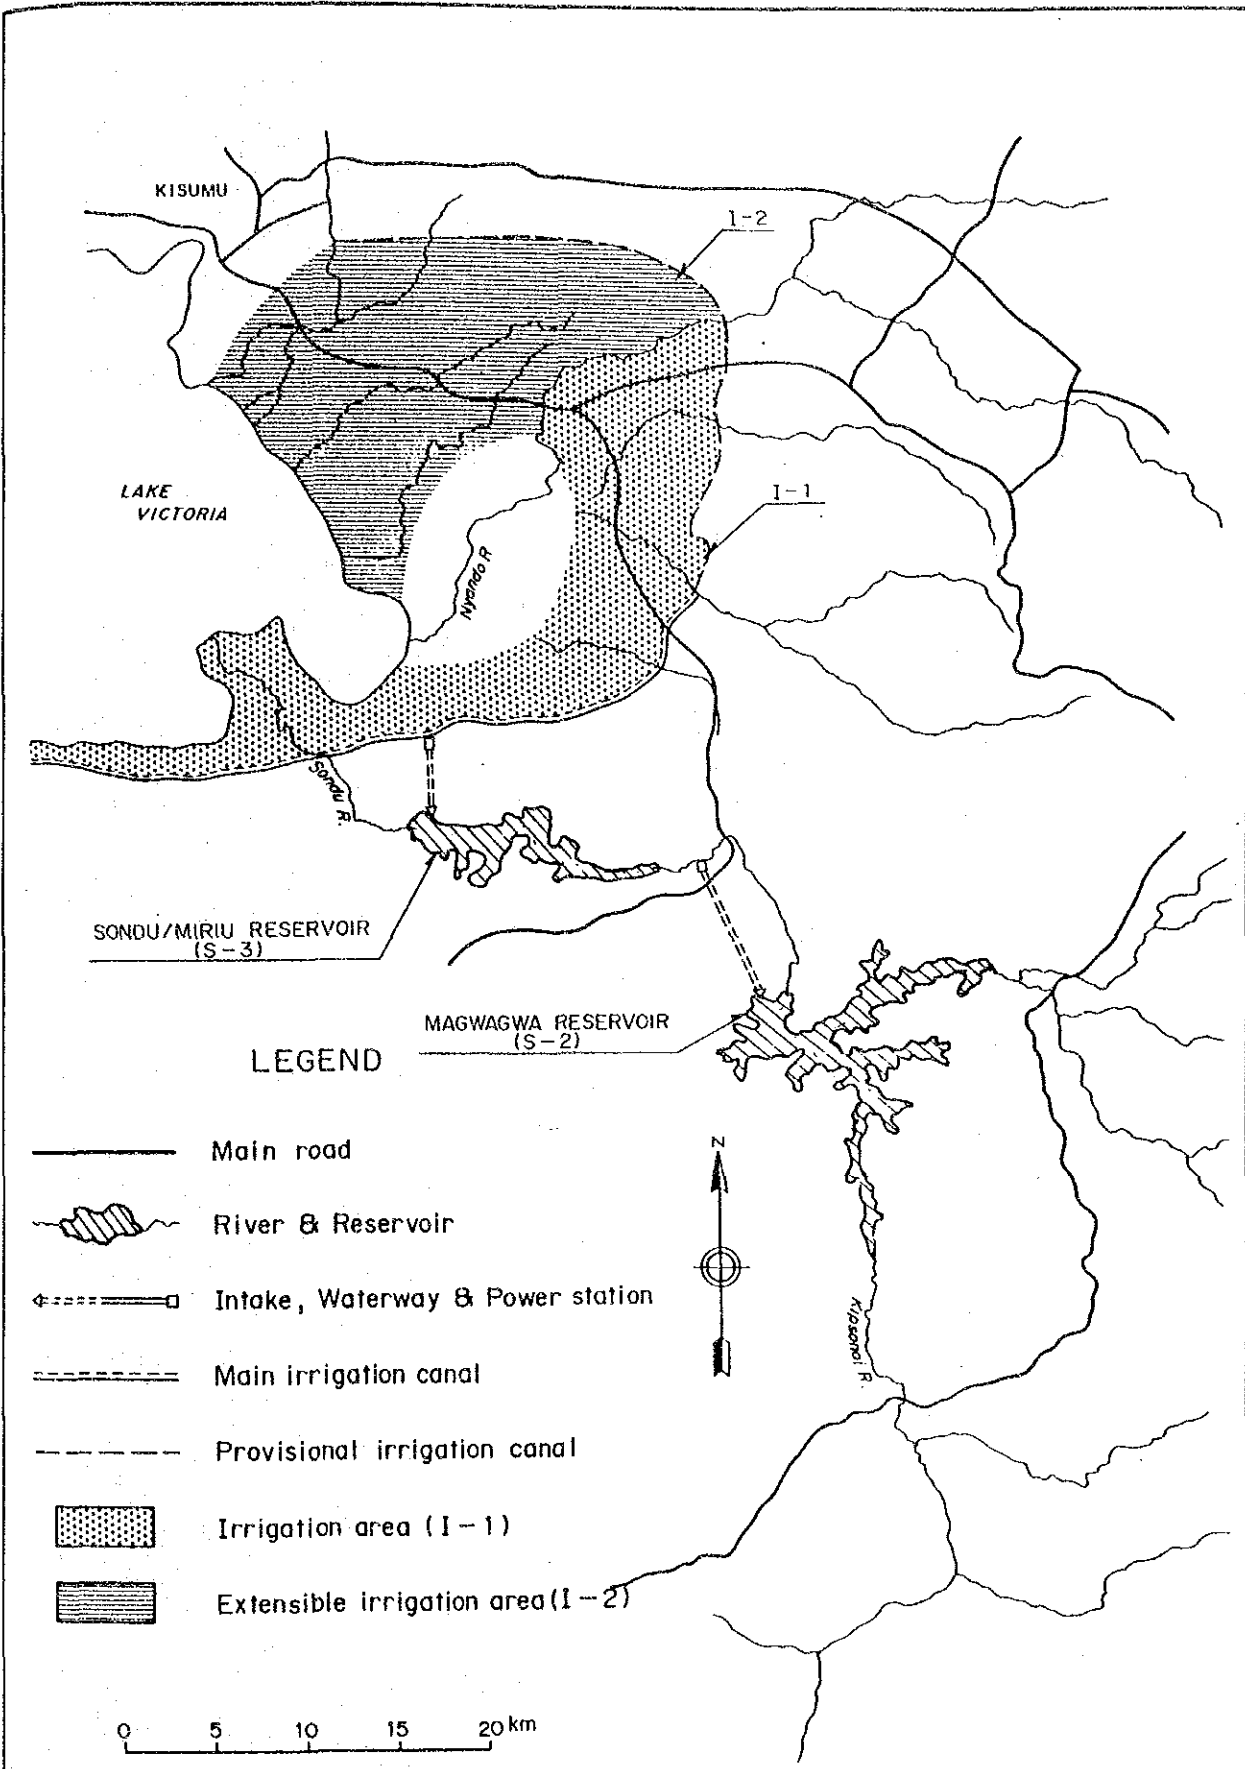 KISUMU
I-2
LAKE
VICTORIA
I-1
Nyando R
Sondu R.
SONDU/MIRIU RESERVOIR
(S-3)
MAGWAGWA RESERVOIR
(S-2)
LEGEND
Main road
N
River & Reservoir
Intake, Waterway & Power station
Kipsonoi R.
Main irrigation canal
Provisional irrigation canal
Irrigation area (I-1)
Extensible irrigation area (I-2)
0 5 10 15 20 km